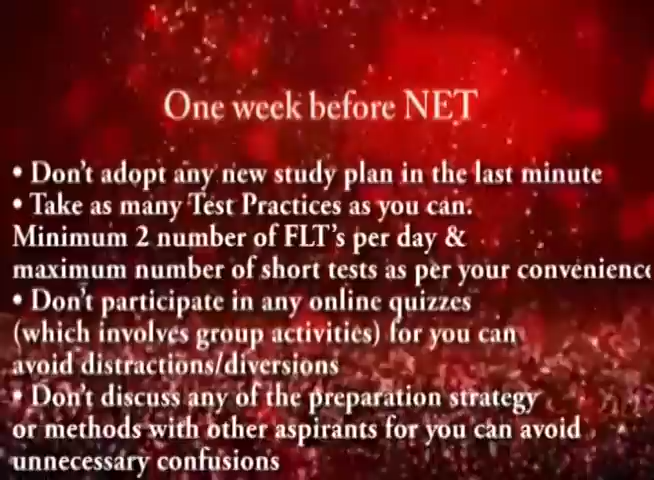 One week before NET
• Don't adopt any new study plan in the last minute
• Take as many Test Practices as you can.
Minimum 2 number of FLT's per day &
maximum number of short tests as per your convenience
• Don't participate in any online quizzes
(which involves group activities) for you can
avoid distractions/diversions
• Don't discuss any of the preparation strategy
or methods with other aspirants for you can avoid
unnecessary confusions